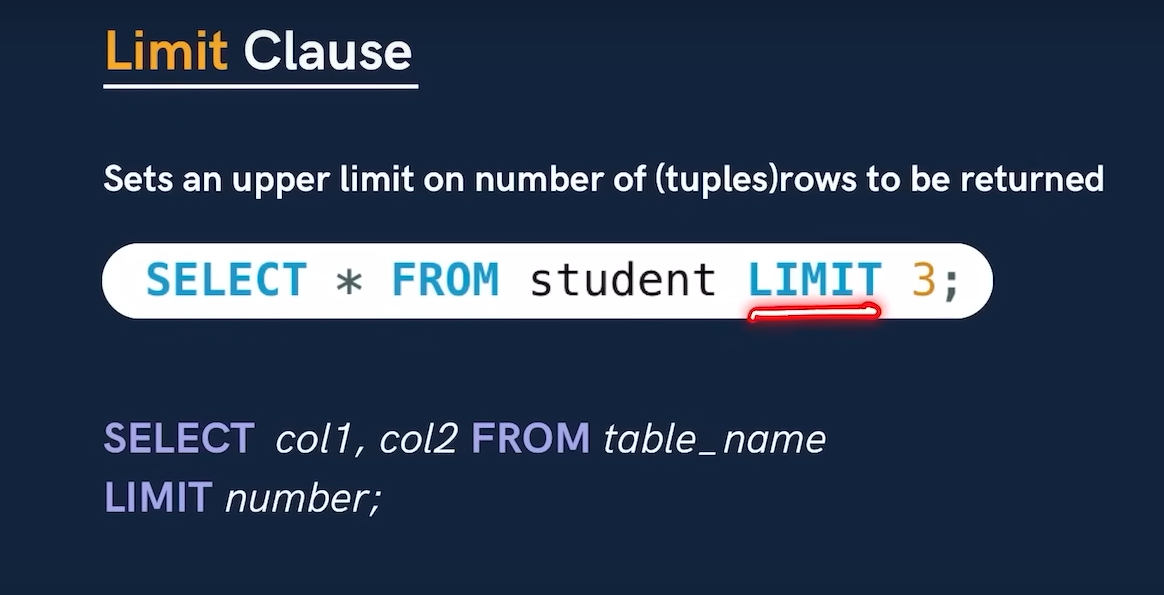 Limit Clause
Sets an upper limit on number of (tuples)rows to be returned
SELECT * FROM student LIMIT 3;
SELECT col1, col2 FROM table_name
LIMIT number;